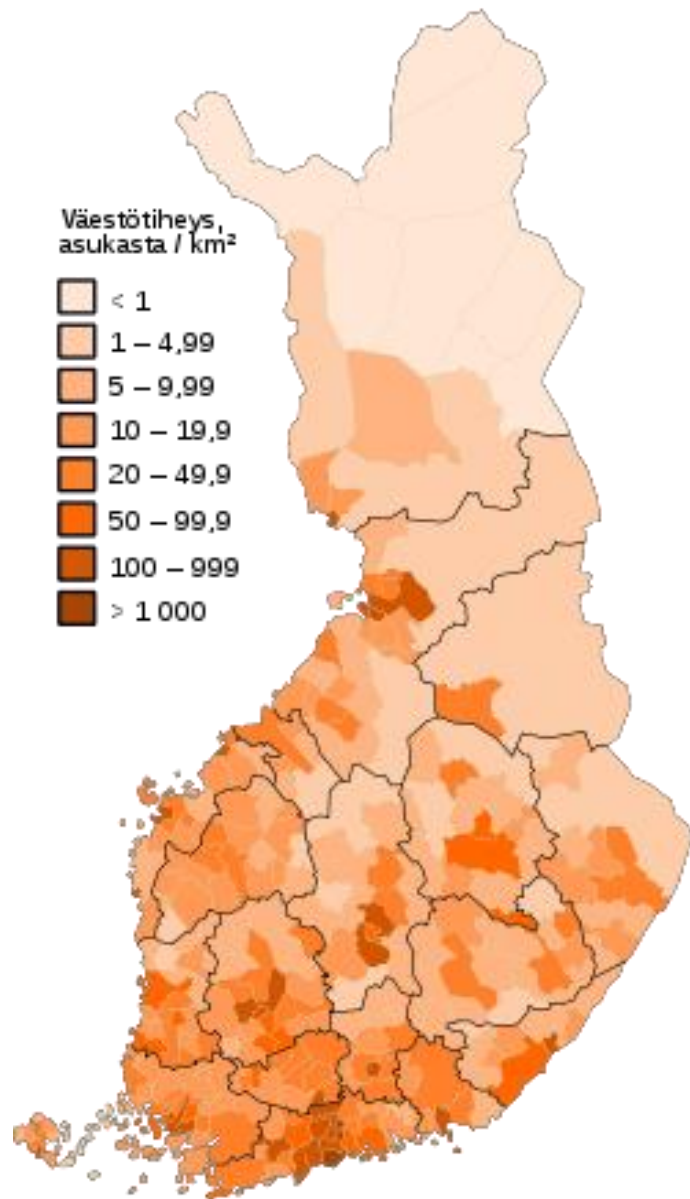 Väestötiheys,
asukasta / km²
< 1
1 – 4,99
5 – 9,99
10 – 19,9
20 – 49,9
50 – 99,9
100 – 999
> 1 000